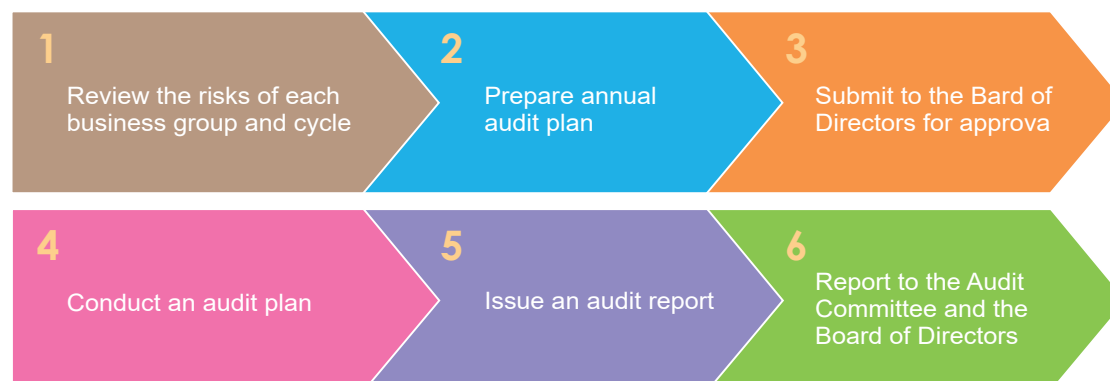 1
Review the risks of each
business group and cycle
2
Prepare annual
audit plan
3
Submit to the Bard of
Directors for approva
4
Conduct an audit plan
5
Issue an audit report
6
Report to the Audit
Committee and the
Board of Directors